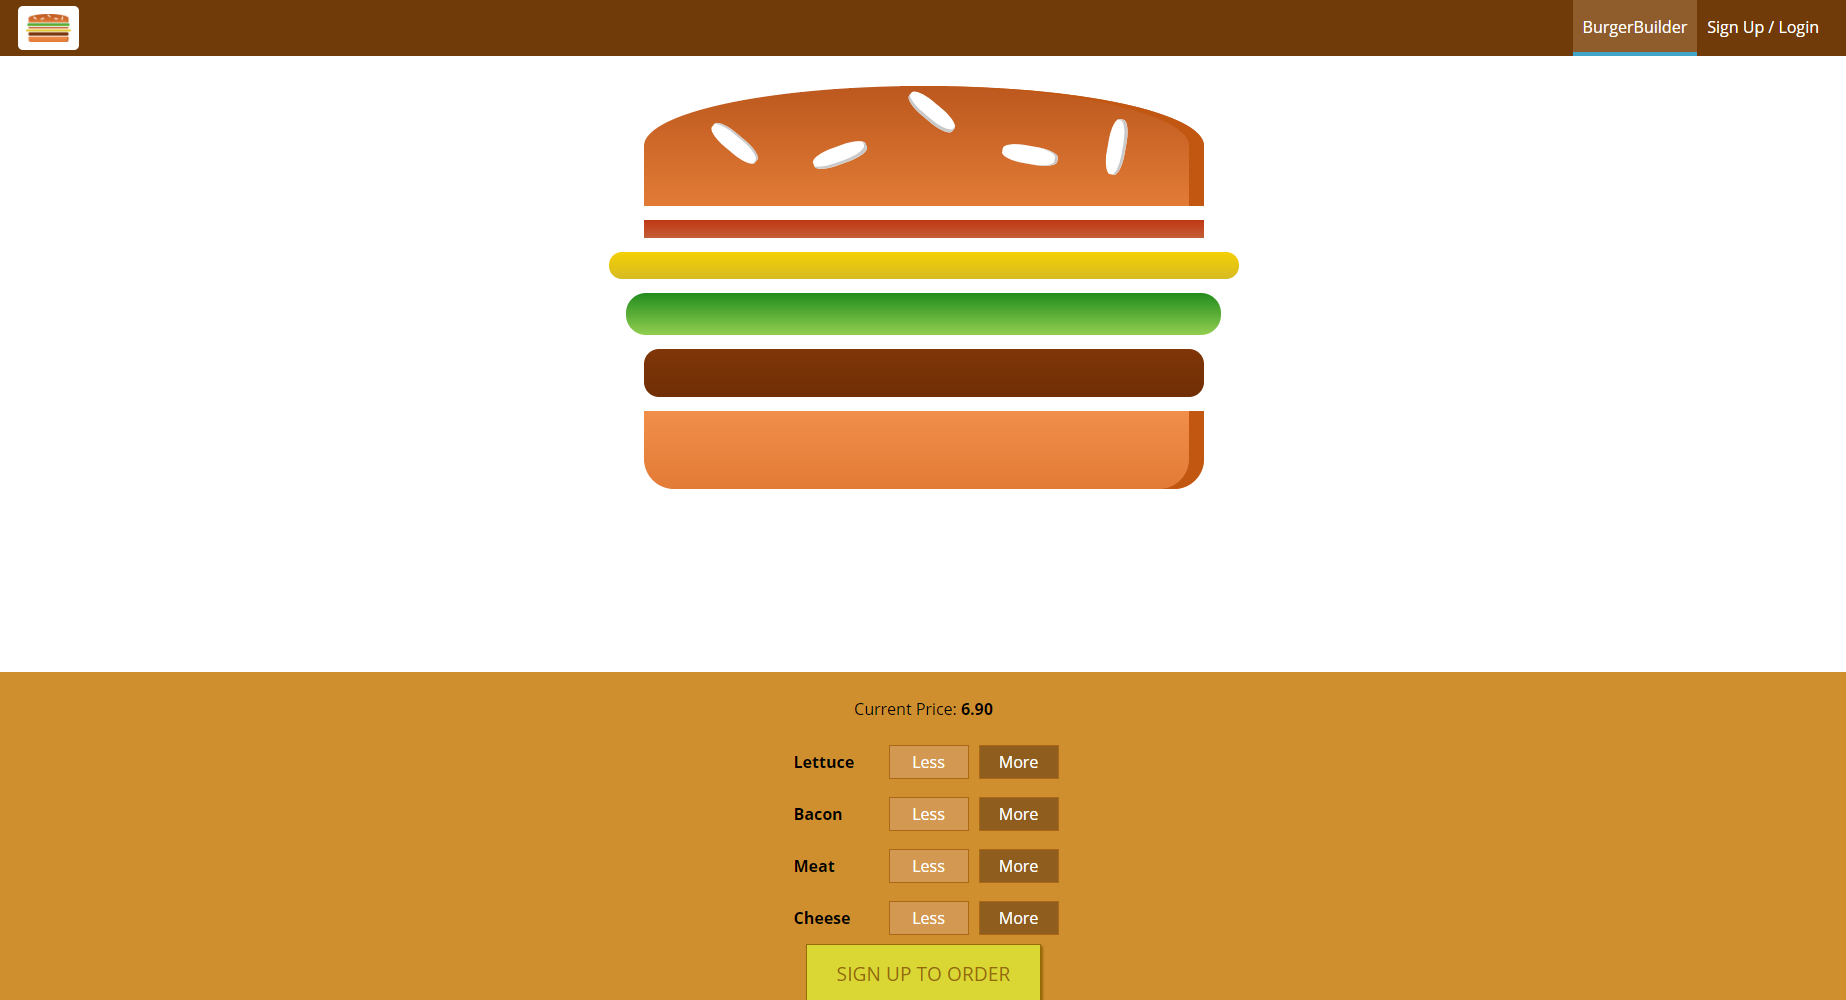 BurgerBuilder Sign Up / Login
Current Price: 6.90
Lettuce Less More
Bacon Less More
Meat Less More
Cheese Less More
SIGN UP TO ORDER